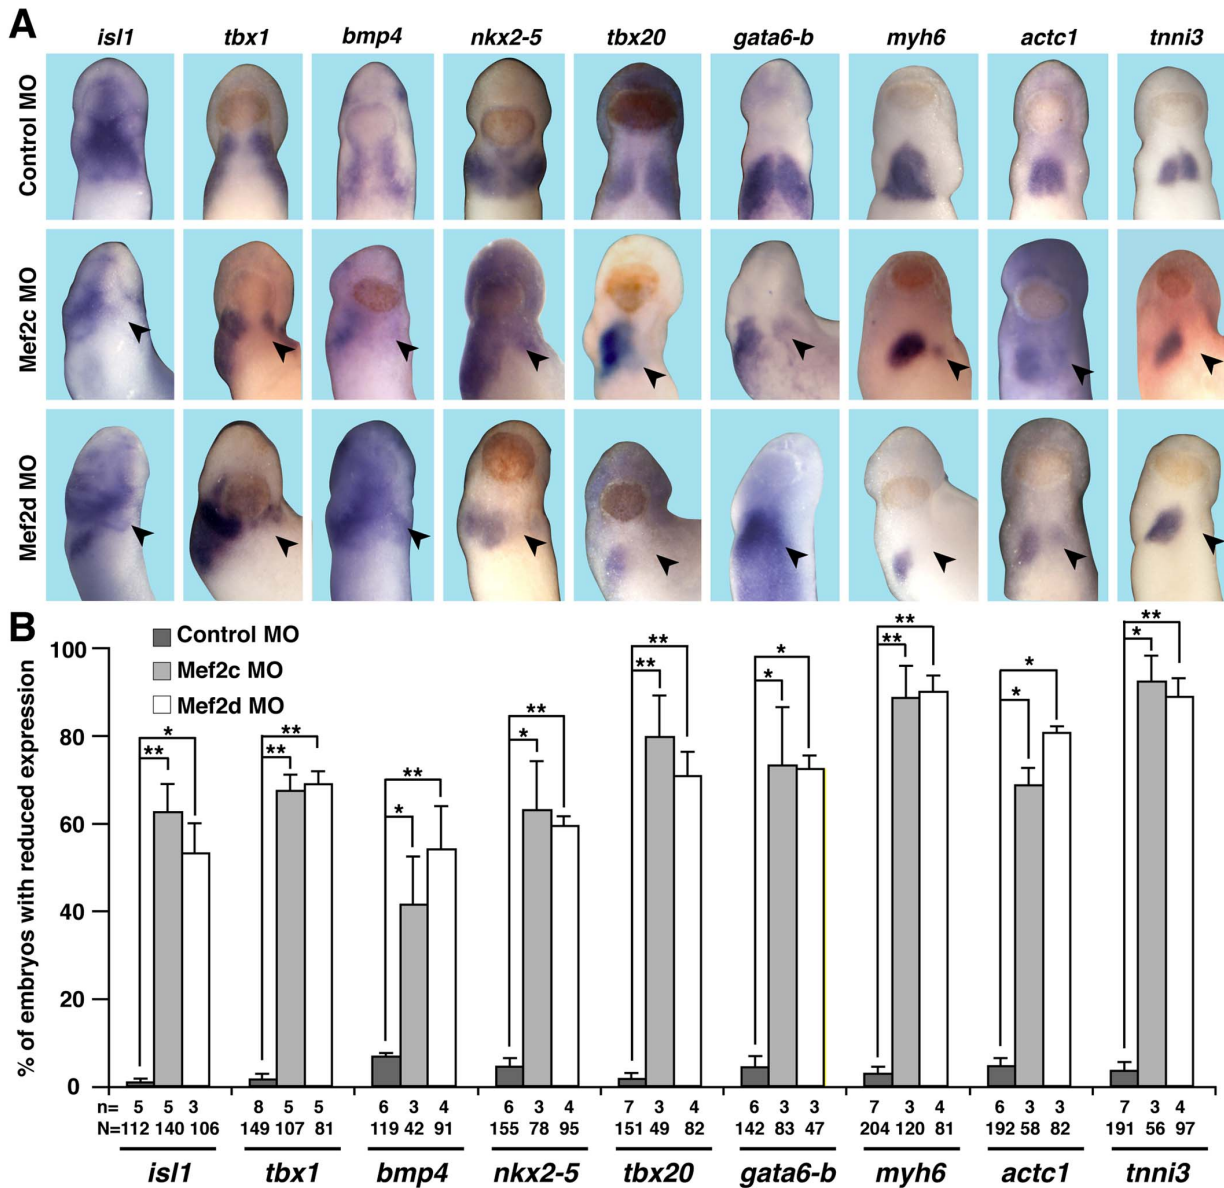 A
isl1 tbx1 bmp4 nkx2-5 tbx20 gata6-b myh6 actc1 tnni3
Control MO
Mef2c MO
Mef2d MO
B
Control MO
Mef2c MO
Mef2d MO
% of embryos with reduced expression
100
80
60
40
20
0
** *
** **
* **
* **
** **
* *
** **
* *
* **
n= 5 5 3 8 5 5 6 3 4 6 3 4 7 3 4 6 3 3 7 3 4 6 3 3 7 3 4
N=112 140 106 149 107 81 119 42 91 155 78 95 151 49 82 142 83 47 204 120 81 192 58 82 191 56 97
isl1 tbx1 bmp4 nkx2-5 tbx20 gata6-b myh6 actc1 tnni3